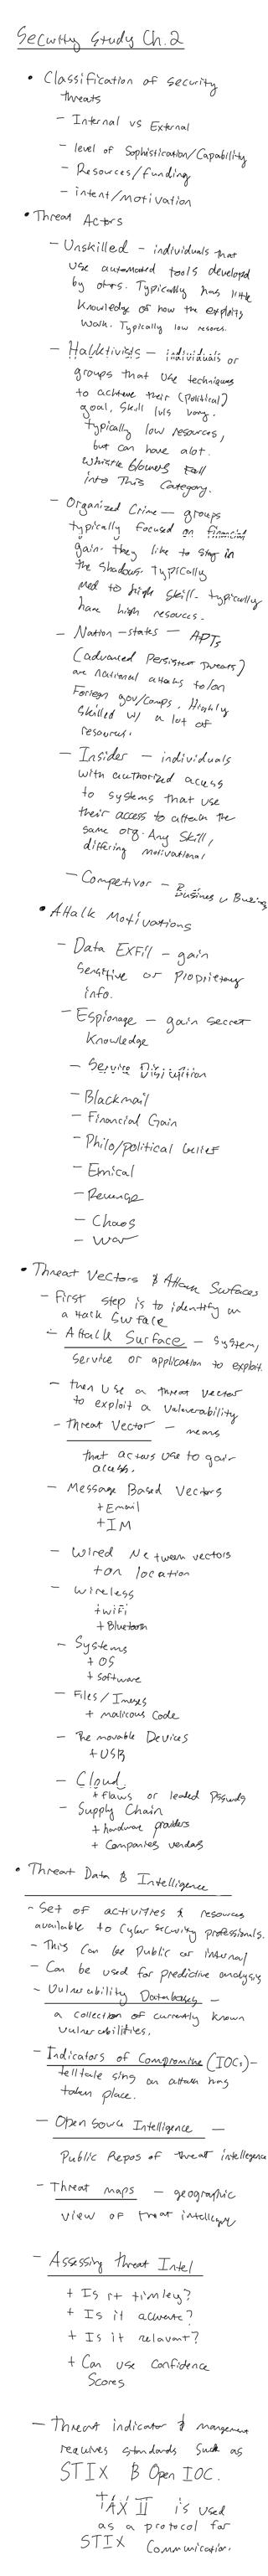 Security Study Ch. 2
• Classification of security
threats
- Internal vs External
- level of Sophistication/Capability
- Resources/funding
- intent/motivation
• Threat Actors
- Unskilled - individuals that
use automated tools developed
by others. Typically has little
knowledge of how the exploits
work. Typically low resources.
- Hacktivists - individuals or
groups that use techniques
to achieve their (political)
goal, skill lvls vary.
typically low resources,
but can have alot.
whistle blowers fall
into This Category.
- Organized Crime - groups
typically focused on financial
gain. they like to stay in
the shadows. Typically
med to high skill. typically
have high resources.
- Nation-states - APTs
(advanced persistent threats)
are national attacks to/on
Foriegn gov/comps. Highly
skilled w/ a lot of
resources.
- Insider - individuals
with authorized access
to systems that use
their access to attack the
same org. Any Skill,
differing motivational
- Competivor - Busines v Busines
• Attack Motivations
- Data EXFil - gain
sensitive or Proprietary
info.
- Espionage - gain secret
knowledge
- Service Disruption
- Blackmail
- Financial Gain
- Philo/political belief
- Ethical
- Revenge
- Chaos
- War
• Threat Vectors & Attack Surfaces
- First step is to identify an
attack Surface
- Attack Surface - System,
service or application to exploit.
- then use a threat vector
to exploit a vulnerability
- Threat Vector - means
that actors use to gain
access.
- Message Based Vectors
+ Email
+ IM
- Wired Network vectors
+ on location
- Wireless
+ wifi
+ Bluetooth
- Systems
+ OS
+ Software
- Files/Images
+ malicous Code
- Removable Devices
+ USB
- Cloud
+ flaws or leaked Psswds
- Supply Chain
+ hardware providers
+ Companies vendors
• Threat Data & Intelligence
- Set of activities & resources
available to Cyber security professionals.
- This can be Public or internal
- Can be used for predictive analysis
- Vulnerability Databases -
a collection of currently known
vulnerabilities.
- Indicators of Compromise (IOCs) -
telltale sing an attack has
taken place.
- Open Source Intelligence -
Public Repos of threat intellegence
- Threat maps - geographic
view of threat
- Assessing threat Intel
+ Is it timley?
+ Is it accurate?
+ Is it relavant?
+ Can use Confidence
Scores
- Threat indicator & mangement
requires standards Such as
STIX & Open IOC.
TAXII is used
as a protocol for
STIX Communication.